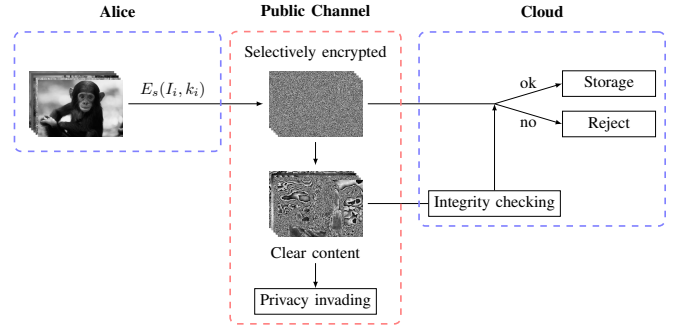 Alice
Public Channel
Cloud
Selectively encrypted
E_s(I_i, k_i)
ok
Storage
no
Reject
Integrity checking
Clear content
Privacy invading